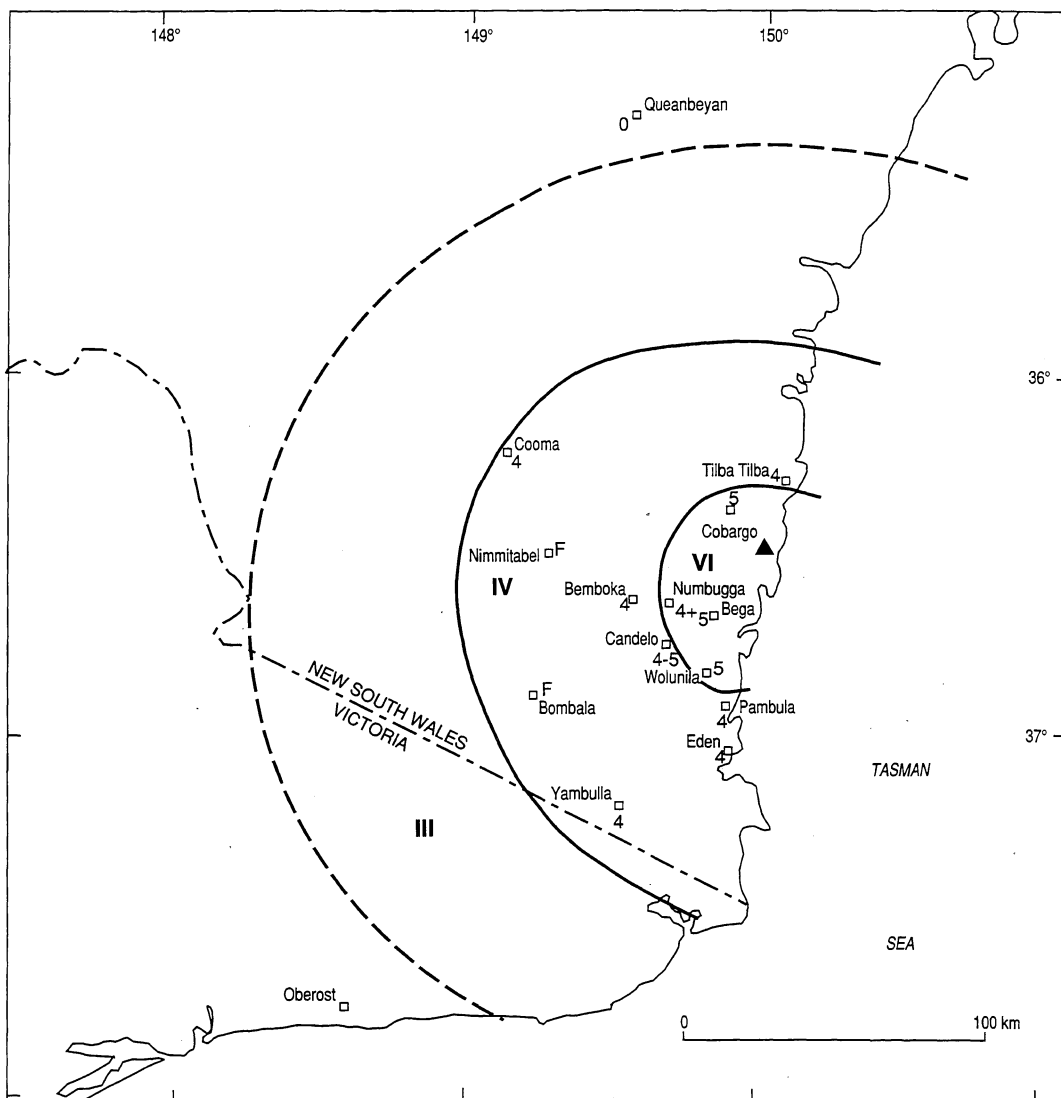 148° 149° 150°
Queanbeyan
0
36°
Cooma
4
Tilba Tilba 4
5
Cobargo
Nimmitabel F
VI
IV
Bemboka
4
Numbugga
4+
Bega
5
Candelo
4-5
Wolunila 5
F
Bombala
Pambula
4
NEW SOUTH WALES
VICTORIA
Eden
4
37°
TASMAN
Yambulla
4
III
SEA
Oberost
0 100 km